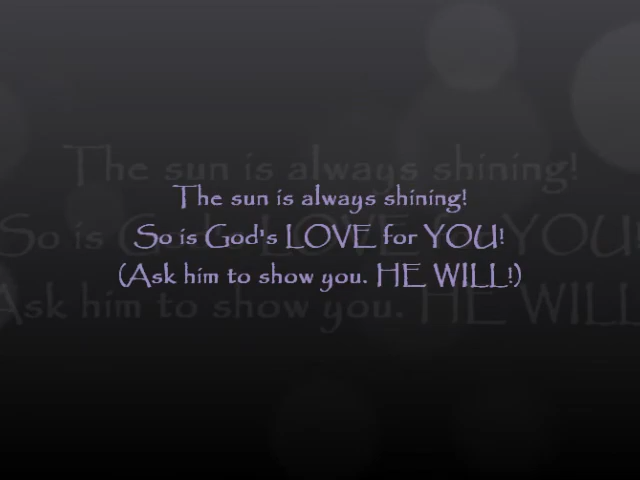 The sun is always shining!
So is God's LOVE for YOU!
(Ask him to show you. HE WILL!)